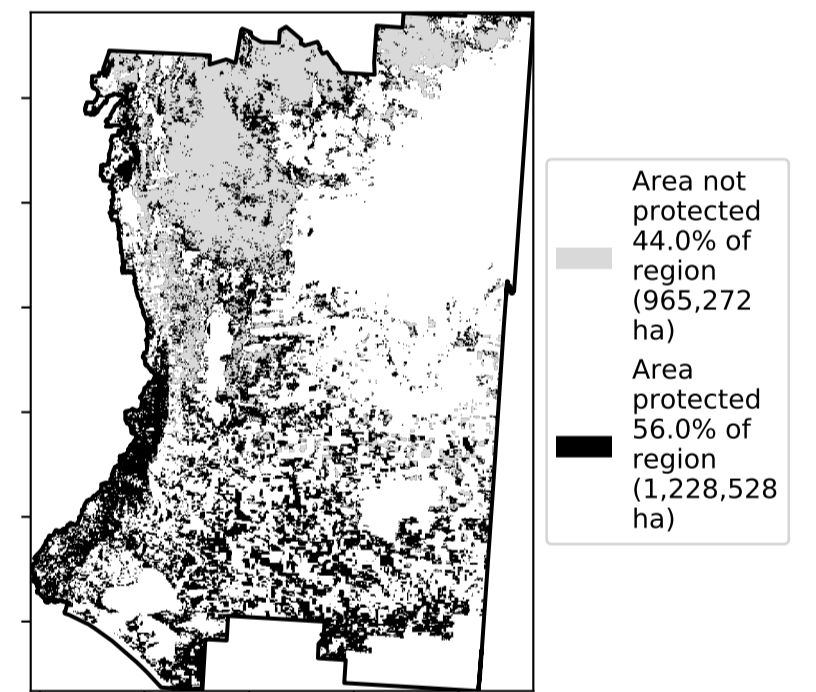 Area not
protected
44.0% of
region
(965,272
ha)
Area
protected
56.0% of
region
(1,228,528
ha)